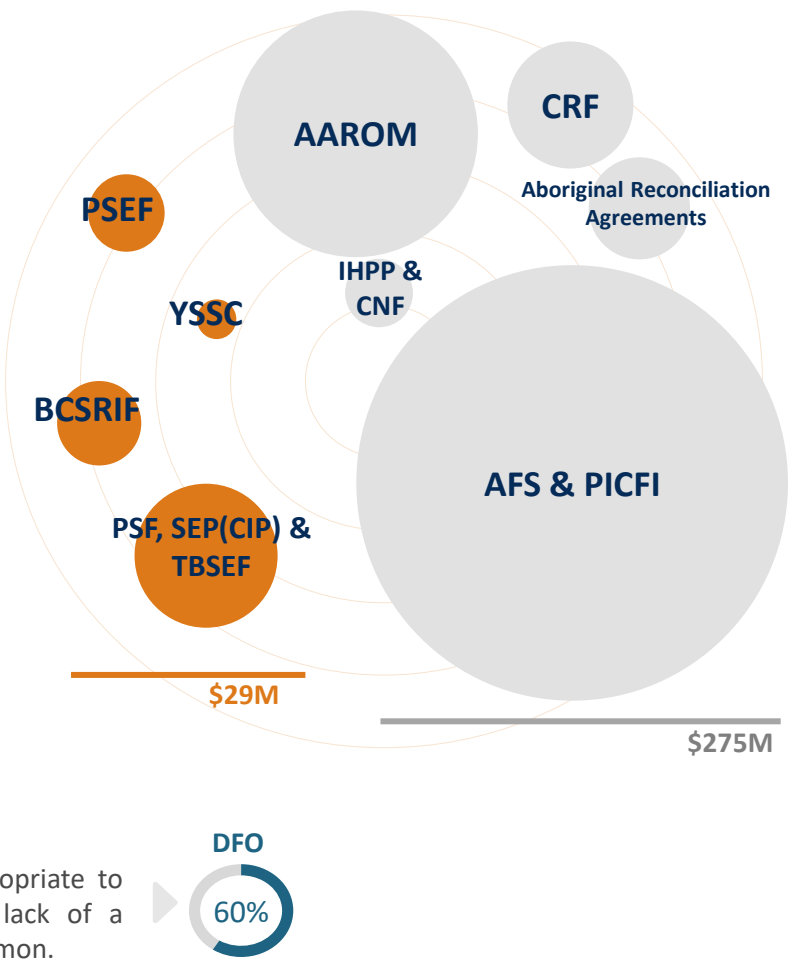 AAROM
CRF
PSEF
Aboriginal Reconciliation
Agreements
IHPP &
CNF
YSSC
BCSRIF
AFS & PICFI
PSF, SEP(CIP) &
TBSEF
$29M
$275M
DFO
opriate to
lack of a
mon.
60%